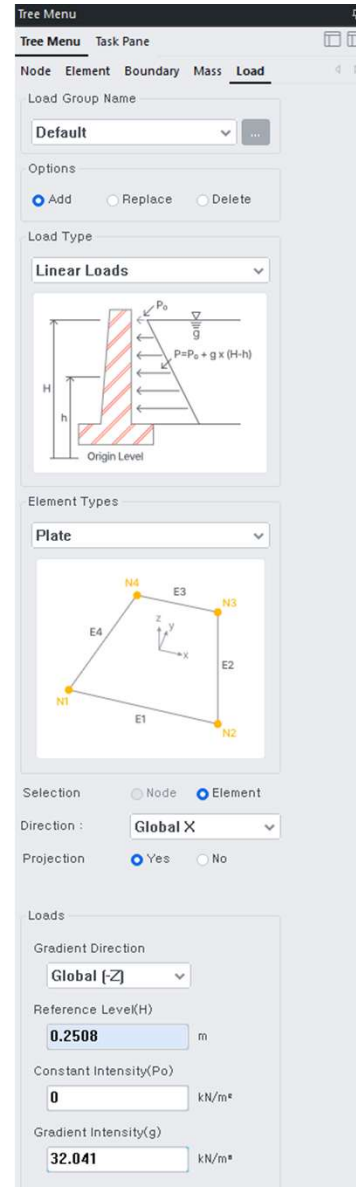 Tree Menu
Tree Menu Task Pane
Node Element Boundary Mass Load
Load Group Name
Default ...
Options
Add Replace Delete
Load Type
Linear Loads
P₀
g
P=P₀ + g x (H-h)
H
h
Origin Level
Element Types
Plate
N4
E3
N3
z
y
x
E4
E2
N1
E1
N2
Selection Node Element
Direction : Global X
Projection Yes No
Loads
Gradient Direction
Global (-Z)
Reference Level(H)
0.2508 m
Constant Intensity(Po)
0 kN/m²
Gradient Intensity(g)
32.041 kN/m³